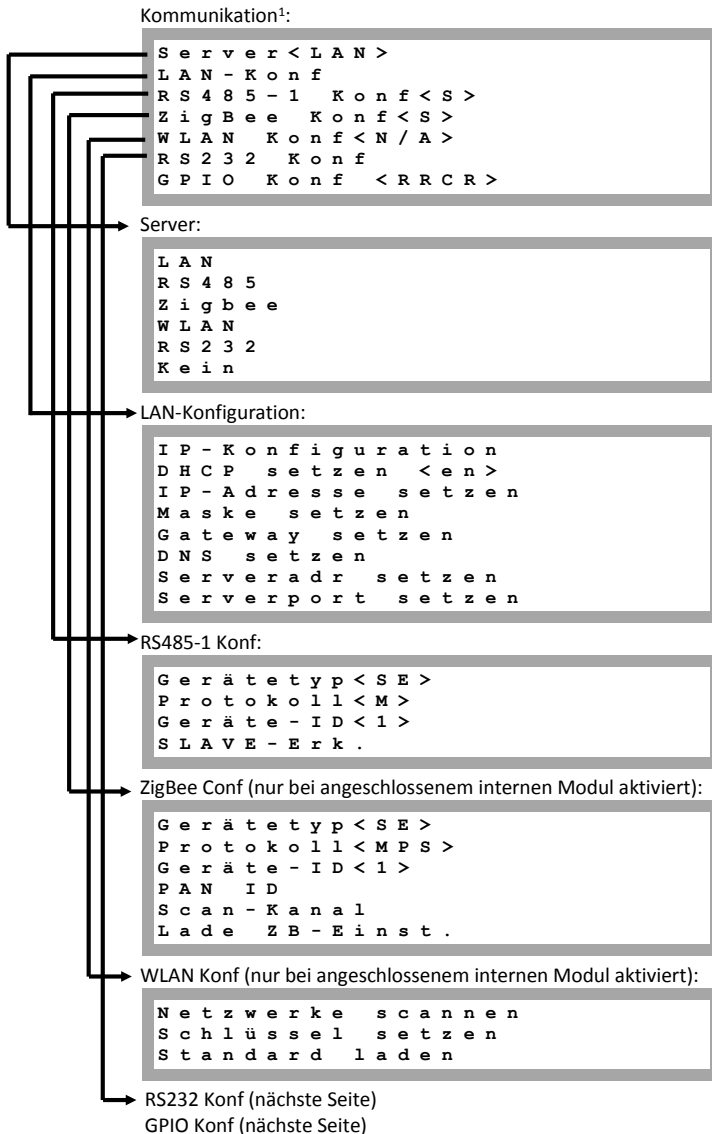 Kommunikation¹:
Server<LAN>
LAN-Konf
RS485-1 Konf<S>
ZigBee Konf<S>
WLAN Konf<N/A>
RS232 Konf
GPIO Konf <RRCR>
Server:
LAN
RS485
Zigbee
WLAN
RS232
Kein
LAN-Konfiguration:
IP-Konfiguration
DHCP setzen <en>
IP-Adresse setzen
Maske setzen
Gateway setzen
DNS setzen
Serveradr setzen
Serverport setzen
RS485-1 Konf:
Gerätetyp<SE>
Protokoll<M>
Geräte-ID<1>
SLAVE-Erk.
ZigBee Conf (nur bei angeschlossenem internen Modul aktiviert):
Gerätetyp<SE>
Protokoll<MPS>
Geräte-ID<1>
PAN ID
Scan-Kanal
Lade ZB-Einst.
WLAN Konf (nur bei angeschlossenem internen Modul aktiviert):
Netzwerke scannen
Schlüssel setzen
Standard laden
RS232 Konf (nächste Seite)
GPIO Konf (nächste Seite)